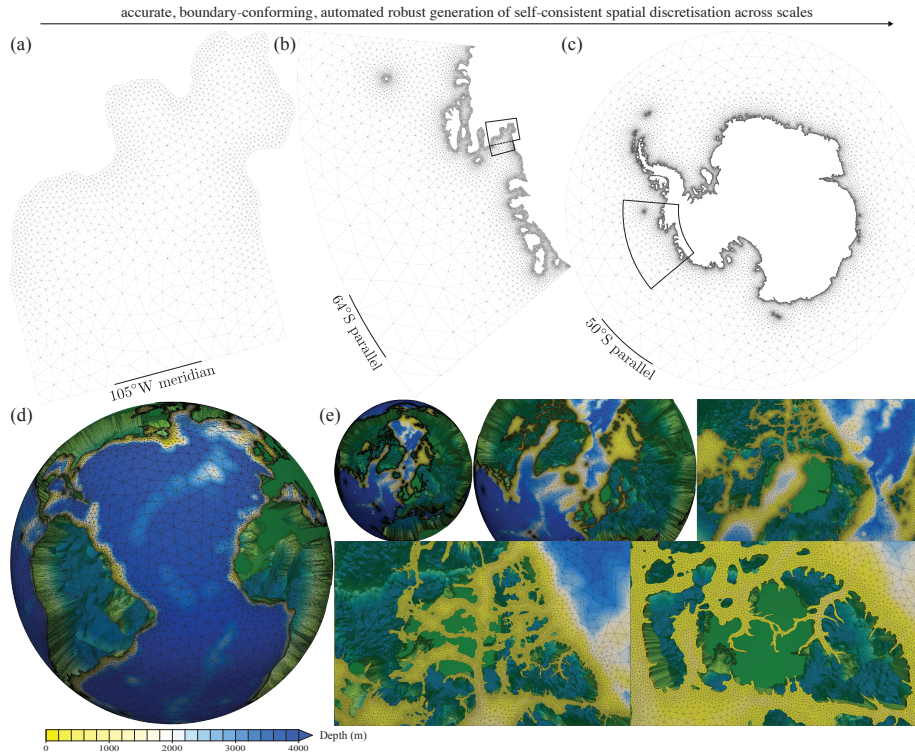 accurate, boundary-conforming, automated robust generation of self-consistent spatial discretisation across scales
(a)
(b)
(c)
105°W meridian
64°S parallel
50°S parallel
(d)
(e)
Depth (m)
0 1000 2000 3000 4000